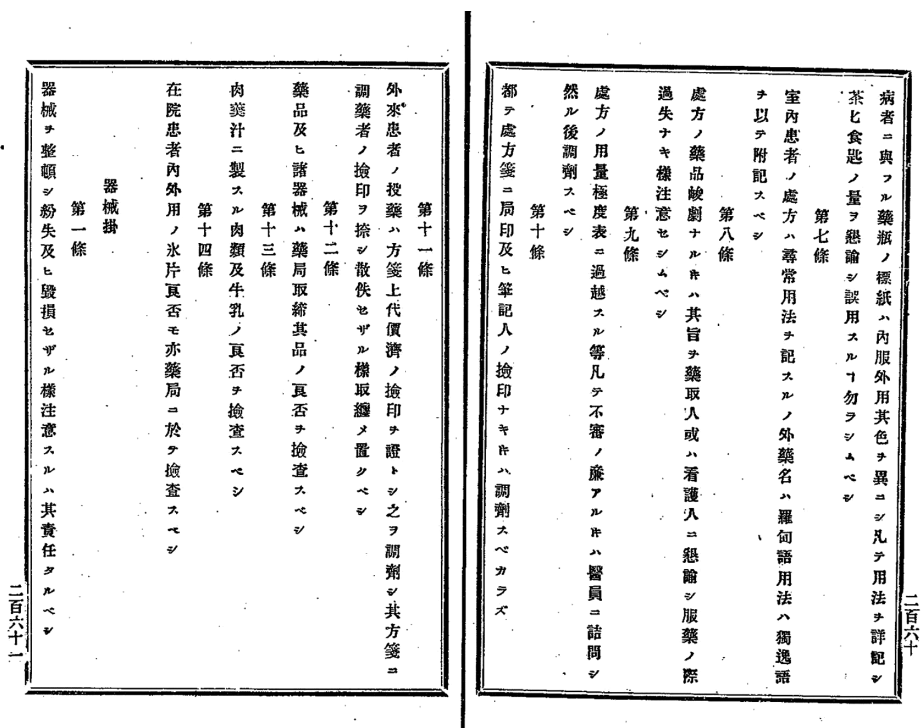 病者ニ與フル藥瓶ノ標紙ハ內服外用其色ヲ異ニシ凡テ用法ヲ詳記シ
茶匕食匙ノ量ヲ懇諭シ誤用スルヿ勿ラシムベシ
第七條
室內患者ノ處方ハ尋常用法ヲ記スルノ外藥名ハ羅甸語用法ハ獨逸語
ヲ以テ附記スベシ
第八條
處方ノ藥品峻劇ナルキハ其旨ヲ藥取人或ハ看護人ニ懇諭シ服藥ノ際
過失ナキ樣注意セシムベシ
第九條
處方ノ用量極度表ニ過越スル等凡テ不審ノ廉アル ハ醫員ニ詰問シ
然ル後調劑スベシ
第十條
都テ處方箋ニ局印及ヒ筆記人ノ撿印ナキ ハ調劑スベカラズ
二百六十
第十一條
外來患者ノ投藥ハ方箋上代價濟ノ撿印ヲ證トシ之ヲ調劑シ其方箋ニ
調藥者ノ撿印ヲ捺シ散佚セザル樣取纏メ置クベシ
第十二條
藥品及ヒ諸器械ハ藥局取締其品ノ良否ヲ撿查スベシ
第十三條
肉羹汁ニ製スル肉類及牛乳ノ良否ヲ撿查スベシ
第十四條
在院患者內外用ノ氷片良否モ亦藥局ニ於テ撿查スベシ
器械掛
第一條
器械ヲ整頓シ紛失及ヒ毀損セザル樣注意スルハ其責任タルベシ
二百六十一